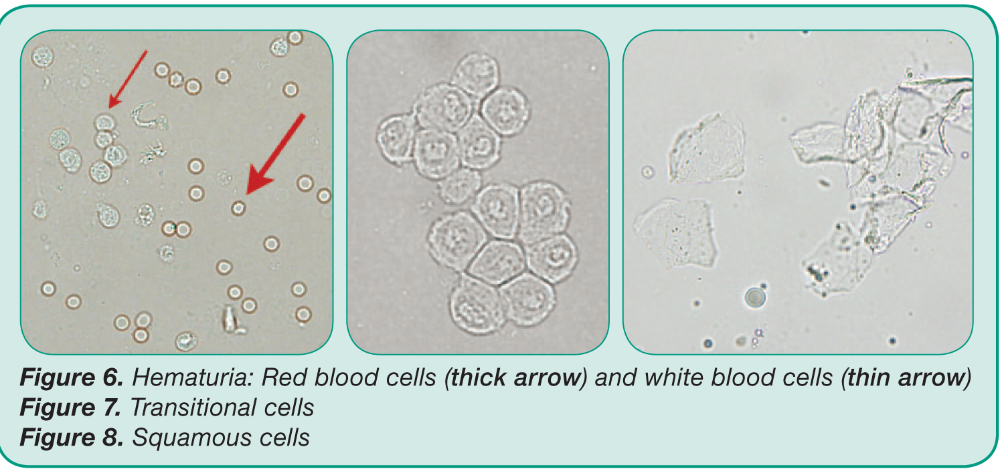 Figure 6. Hematuria: Red blood cells (thick arrow) and white blood cells (thin arrow)
Figure 7. Transitional cells
Figure 8. Squamous cells